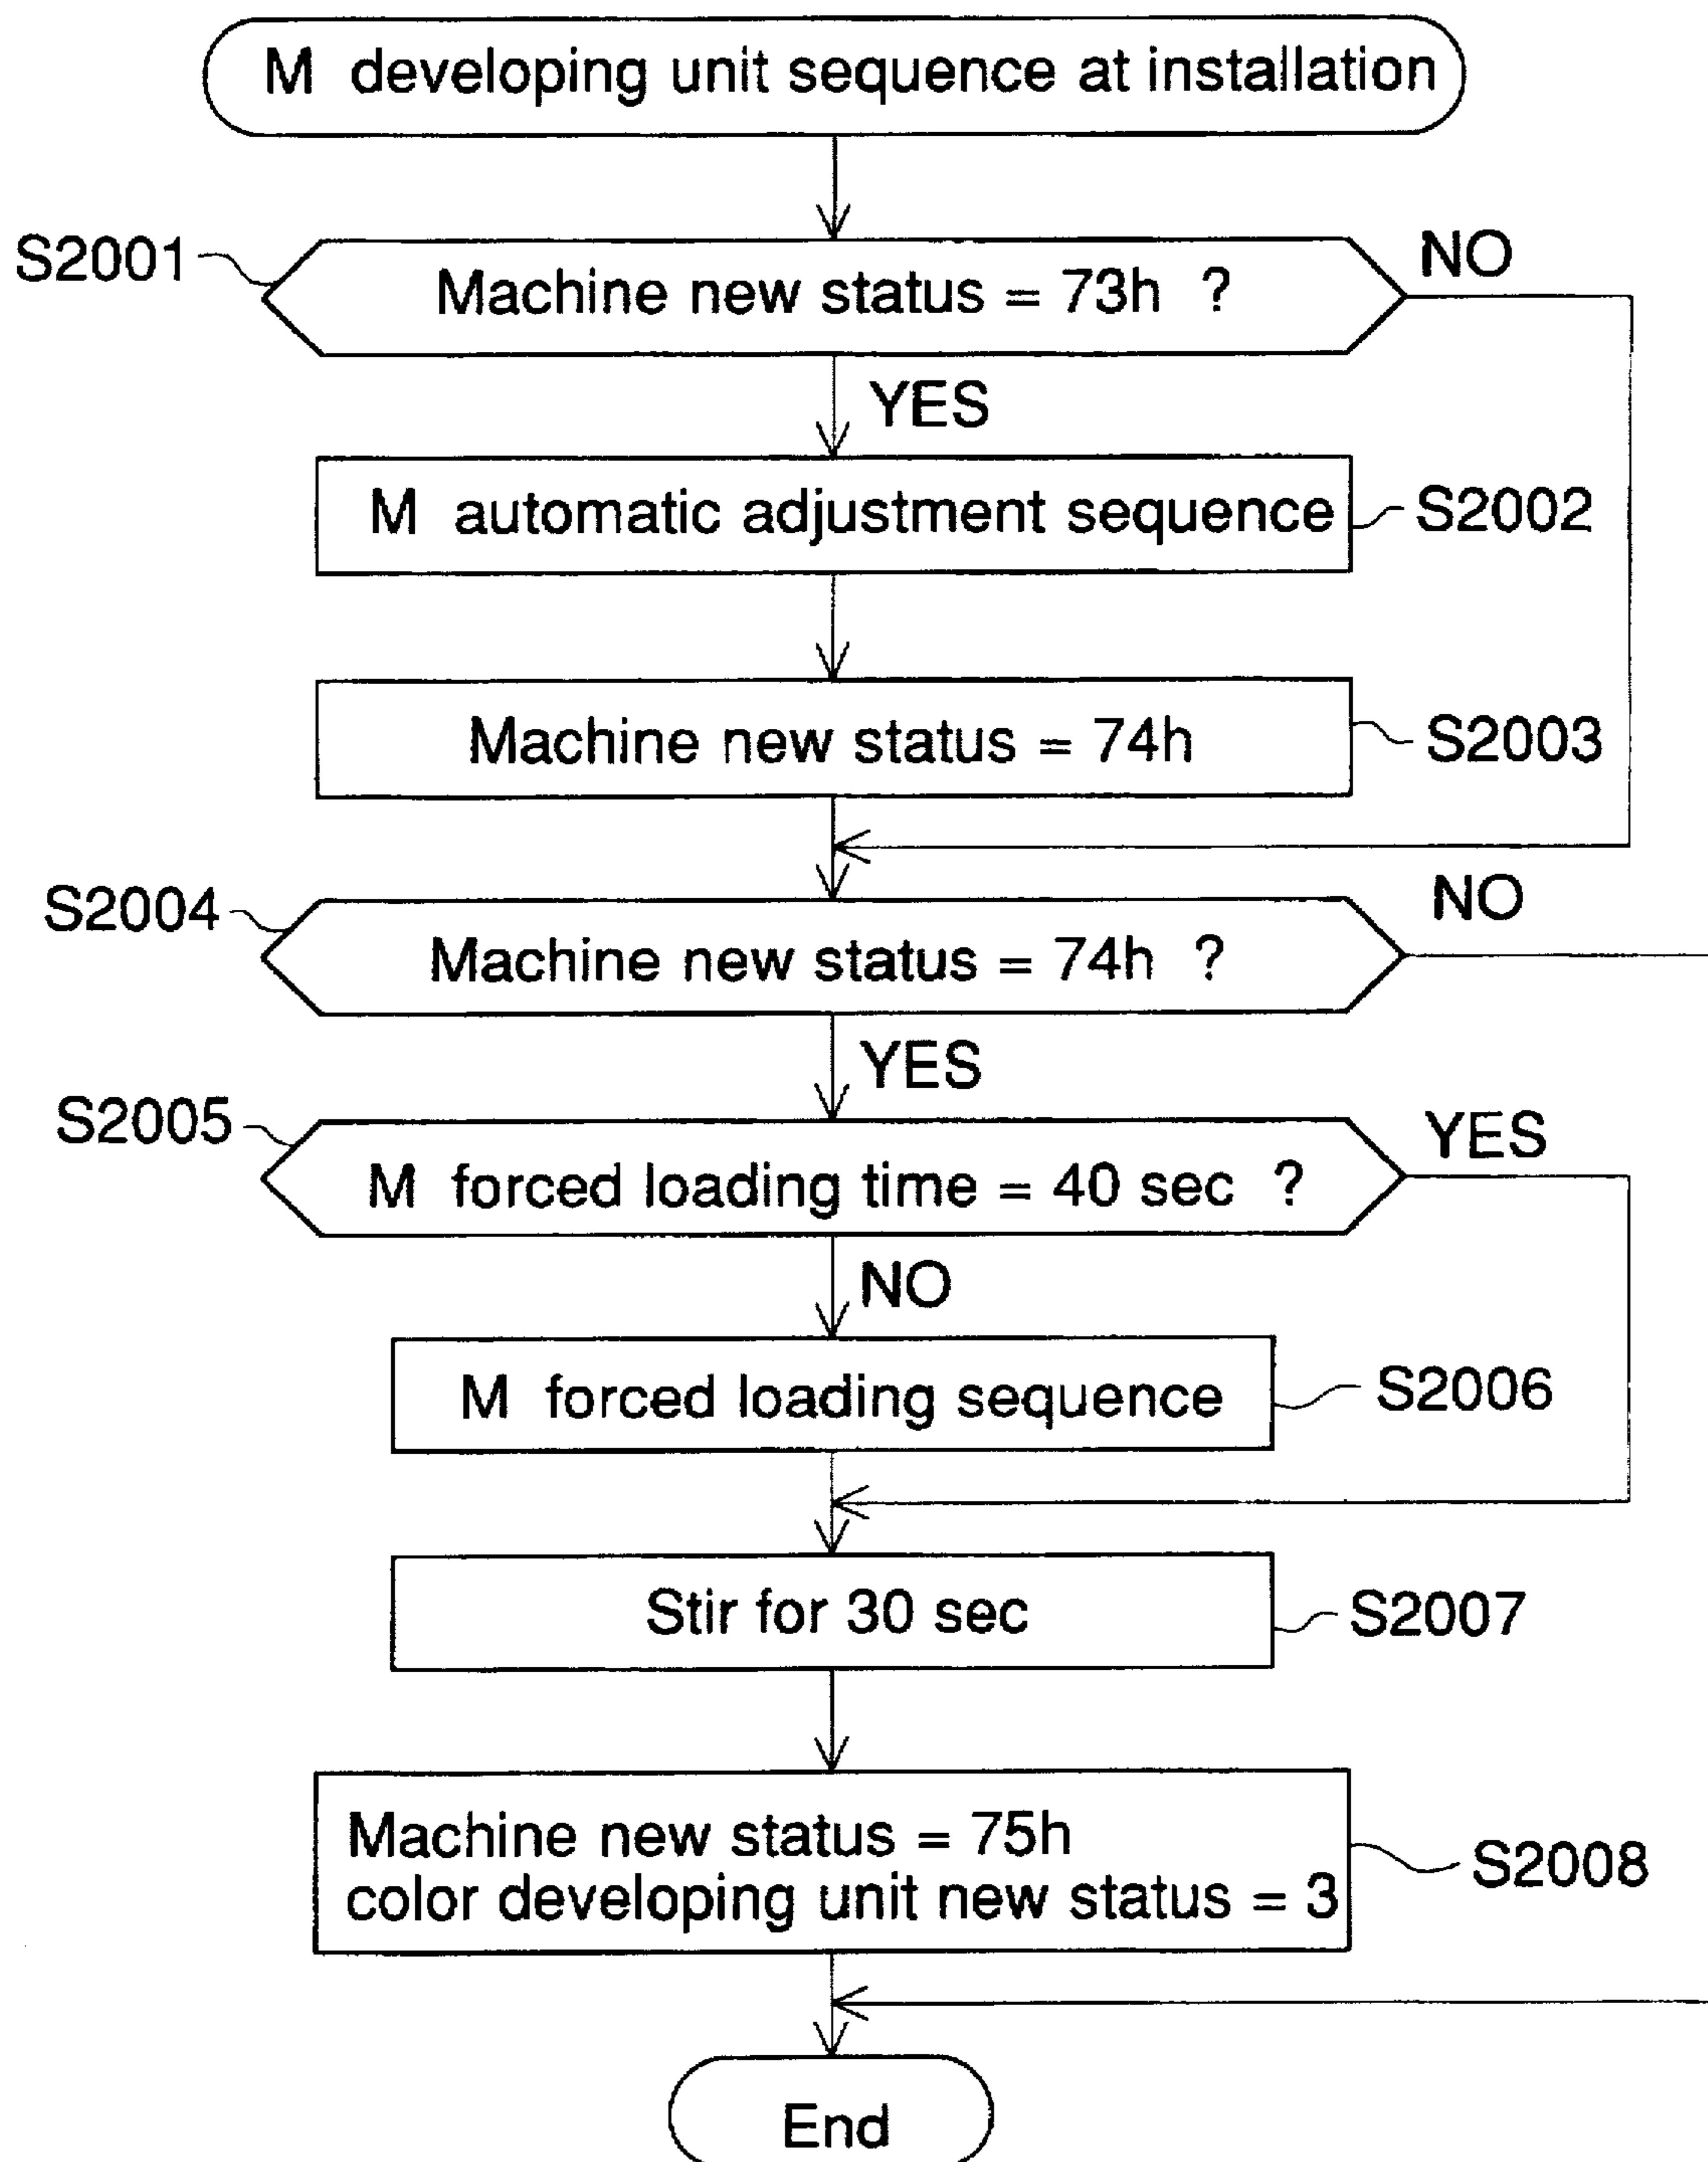 M developing unit sequence at installation
S2001
Machine new status = 73h ?
NO
YES
M automatic adjustment sequence
S2002
Machine new status = 74h
S2003
S2004
Machine new status = 74h ?
NO
YES
S2005
M forced loading time = 40 sec ?
YES
NO
M forced loading sequence
S2006
Stir for 30 sec
S2007
Machine new status = 75h
color developing unit new status = 3
S2008
End